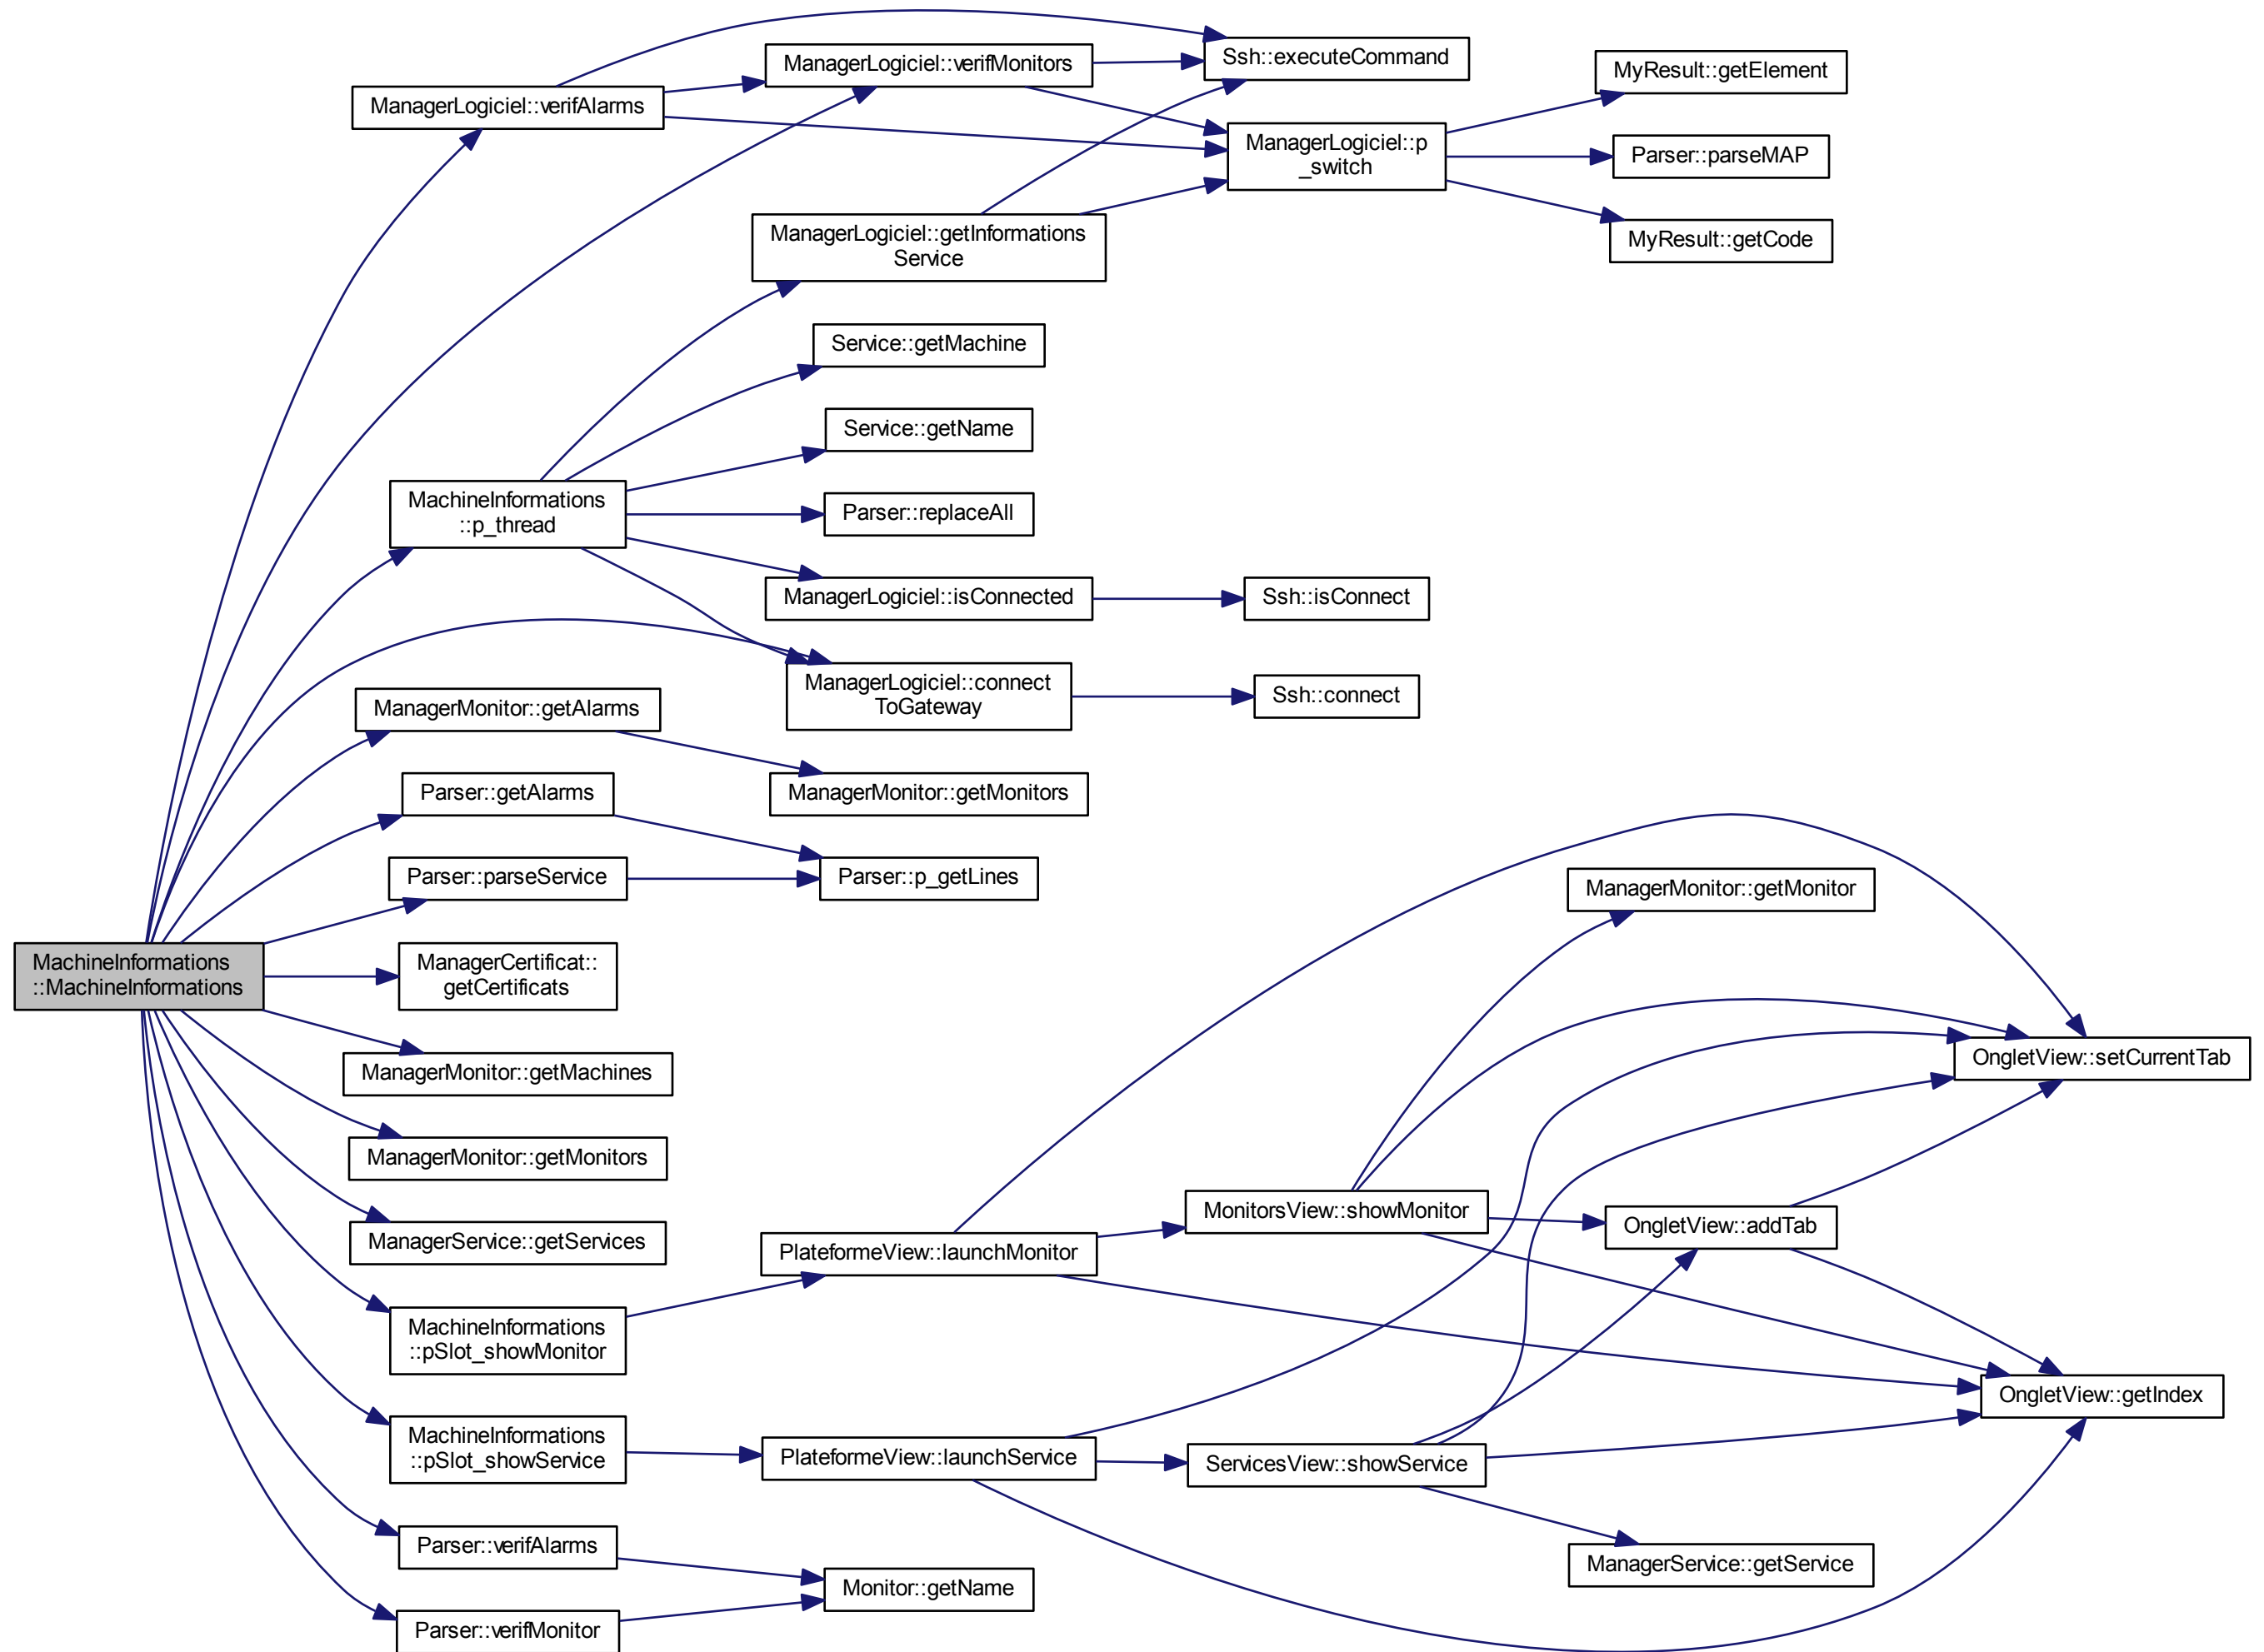 Ssh::executeCommand
ManagerLogiciel::verifMonitors
MyResult::getElement
ManagerLogiciel::verifAlarms
ManagerLogiciel::p
_switch
Parser::parseMAP
ManagerLogiciel::getInformations
Service
MyResult::getCode
Service::getMachine
Service::getName
MachineInformations
::p_thread
Parser::replaceAll
ManagerLogiciel::isConnected
Ssh::isConnect
ManagerLogiciel::connect
ToGateway
Ssh::connect
ManagerMonitor::getAlarms
Parser::getAlarms
ManagerMonitor::getMonitors
Parser::parseService
Parser::p_getLines
ManagerMonitor::getMonitor
MachineInformations
::MachineInformations
ManagerCertificat::
getCertificats
ManagerMonitor::getMachines
OngletView::setCurrentTab
ManagerMonitor::getMonitors
MonitorsView::showMonitor
OngletView::addTab
ManagerService::getServices
PlateformeView::launchMonitor
MachineInformations
::pSlot_showMonitor
OngletView::getIndex
MachineInformations
::pSlot_showService
PlateformeView::launchService
ServicesView::showService
Parser::verifAlarms
ManagerService::getService
Monitor::getName
Parser::verifMonitor